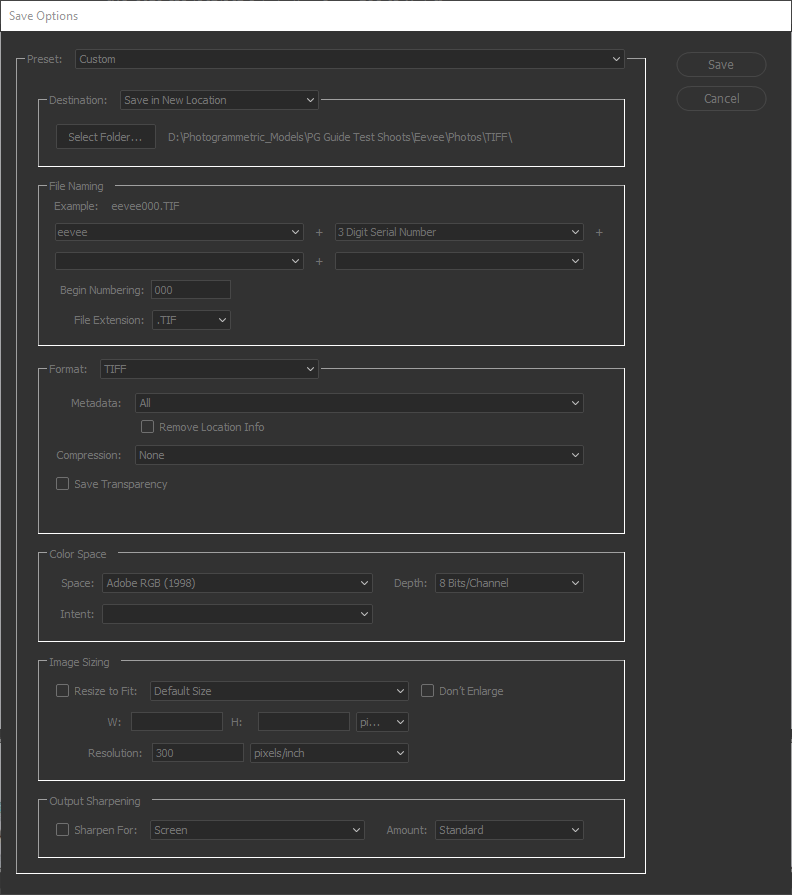 Save Options
Preset: Custom
Save
Cancel
Destination: Save in New Location
Select Folder... D:\Photogrammetric_Models\PG Guide Test Shoots\Eevee\Photos\TIFF\
File Naming
Example: eevee000.TIF
eevee + 3 Digit Serial Number +
+
Begin Numbering: 000
File Extension: .TIF
Format: TIFF
Metadata: All
Remove Location Info
Compression: None
Save Transparency
Color Space
Space: Adobe RGB (1998) Depth: 8 Bits/Channel
Intent:
Image Sizing
Resize to Fit: Default Size Don't Enlarge
W: H: pi...
Resolution: 300 pixels/inch
Output Sharpening
Sharpen For: Screen Amount: Standard